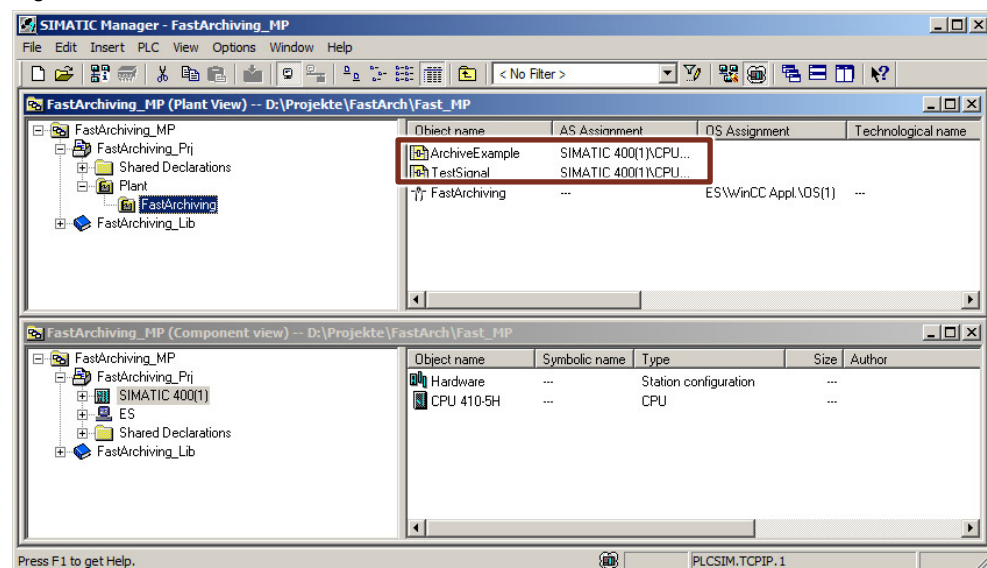 SIMATIC Manager - FastArchiving_MP
File Edit Insert PLC View Options Window Help
< No Filter >
FastArchiving_MP (Plant View) -- D:\Projekte\FastArch\Fast_MP
FastArchiving_MP
FastArchiving_Prj
Shared Declarations
Plant
FastArchiving
FastArchiving_Lib
Object name AS Assignment OS Assignment Technological name
ArchiveExample SIMATIC 400(1)\CPU...
TestSignal SIMATIC 400(1)\CPU...
FastArchiving --- ES\WinCC Appl.\OS(1) ---
FastArchiving_MP (Component view) -- D:\Projekte\FastArch\Fast_MP
FastArchiving_MP
FastArchiving_Prj
SIMATIC 400(1)
ES
Shared Declarations
FastArchiving_Lib
Object name Symbolic name Type Size Author
Hardware --- Station configuration ---
CPU 410-5H --- CPU ---
Press F1 to get Help. PLCSIM.TCPIP.1